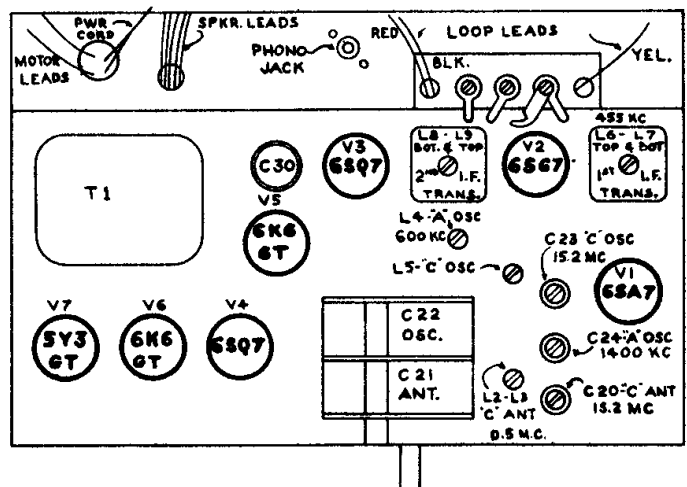 PWR
CORD
SPKR. LEADS
PHONO
JACK
RED
LOOP LEADS
YEL.
MOTOR
LEADS
BLK.
455 KC
T1
C30
V3
6SQ7
L8-L9
BOT. & TOP
2ND I.F.
TRANS.
V2
6SG7
L6-L7
TOP & BOT
1ST I.F.
TRANS.
V5
6K6
GT
L4-"A" OSC
600 KC
L5-"C" OSC
C23 "C" OSC
15.2 MC
V1
6SA7
V7
5Y3
GT
V6
6K6
GT
V4
6SQ7
C22
OSC.
C21
ANT.
C24-"A" OSC
1400 KC
L2-L3
"C" ANT
9.5 M.C.
C20-"C" ANT
15.2 MC